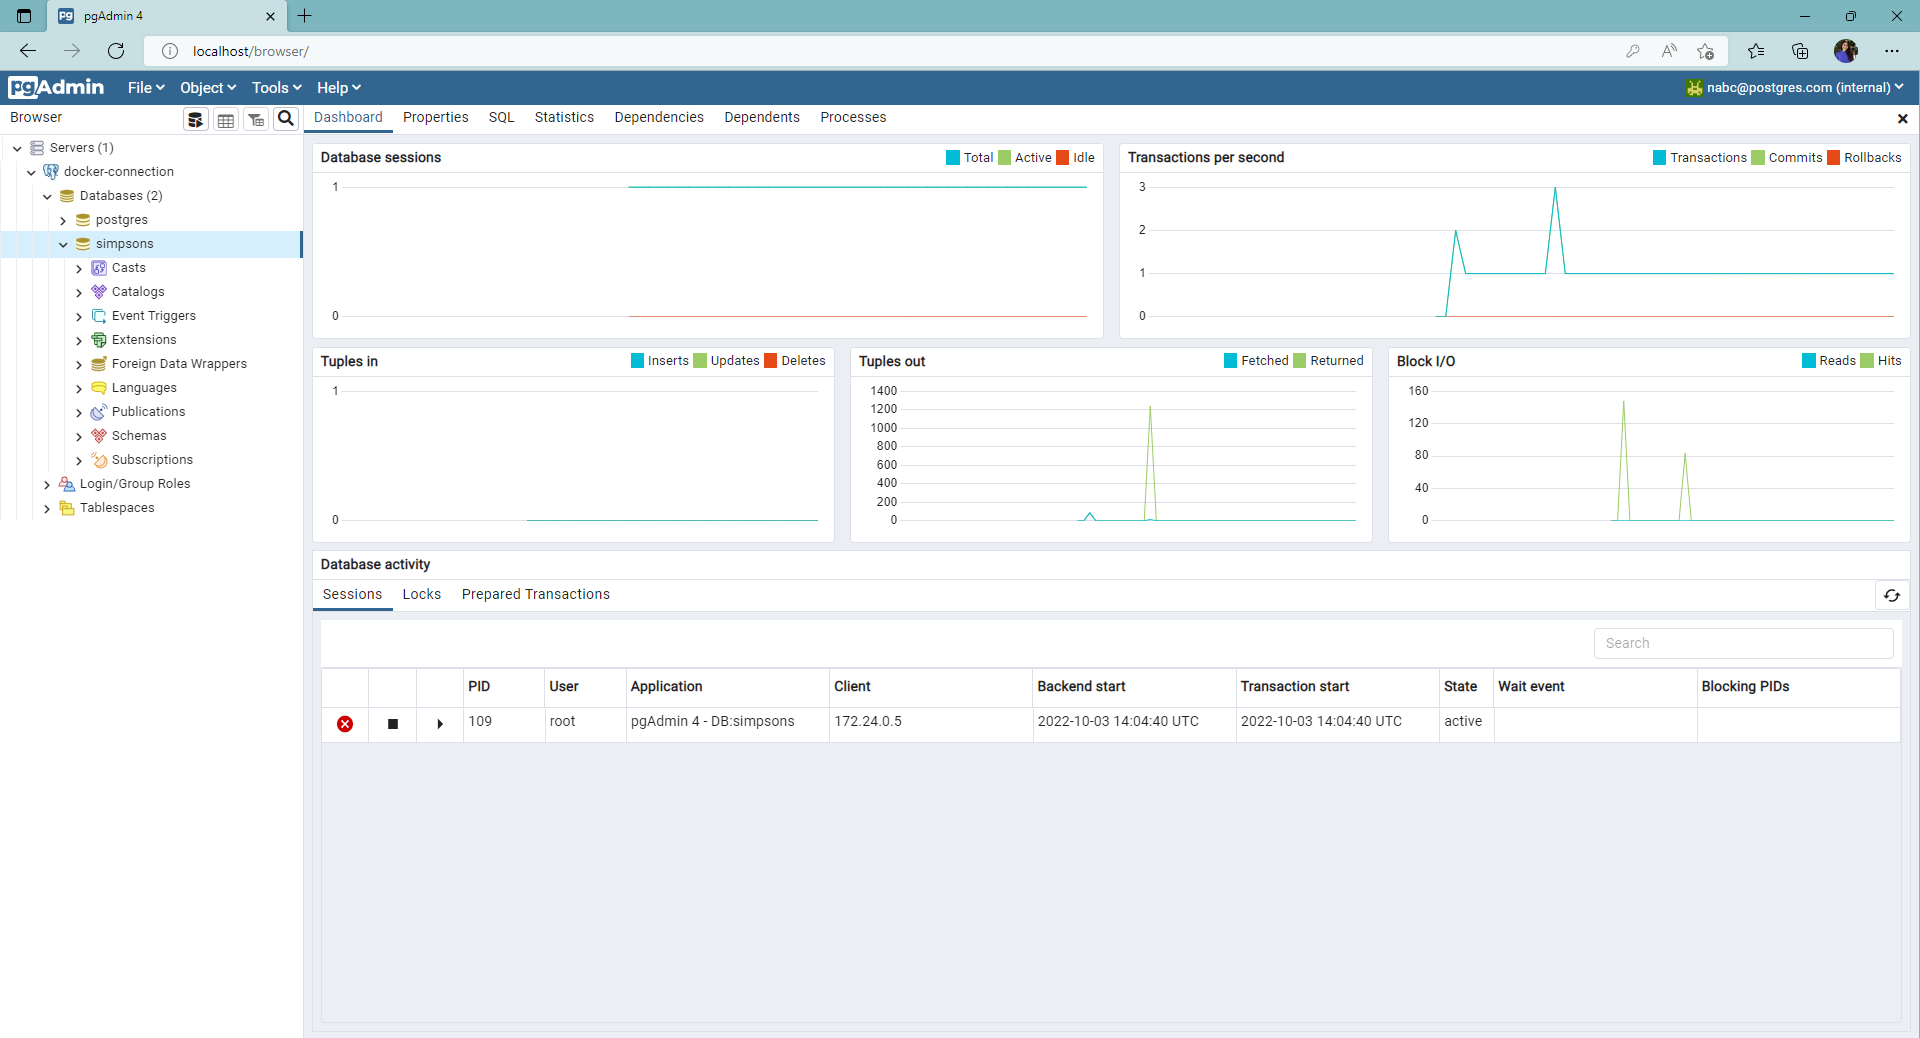 pgAdmin 4
localhost/browser/
pgAdmin File Object Tools Help nabc@postgres.com (internal)
Browser
Dashboard Properties SQL Statistics Dependencies Dependents Processes
Servers (1)
docker-connection
Databases (2)
postgres
simpsons
Casts
Catalogs
Event Triggers
Extensions
Foreign Data Wrappers
Languages
Publications
Schemas
Subscriptions
Login/Group Roles
Tablespaces
Database sessions Total Active Idle
1
0
Transactions per second Transactions Commits Rollbacks
3
2
1
0
Tuples in Inserts Updates Deletes
1
0
Tuples out Fetched Returned
1400
1200
1000
800
600
400
200
0
Block I/O Reads Hits
160
120
80
40
0
Database activity
Sessions Locks Prepared Transactions
Search
PID User Application Client Backend start Transaction start State Wait event Blocking PIDs
109 root pgAdmin 4 - DB:simpsons 172.24.0.5 2022-10-03 14:04:40 UTC 2022-10-03 14:04:40 UTC active